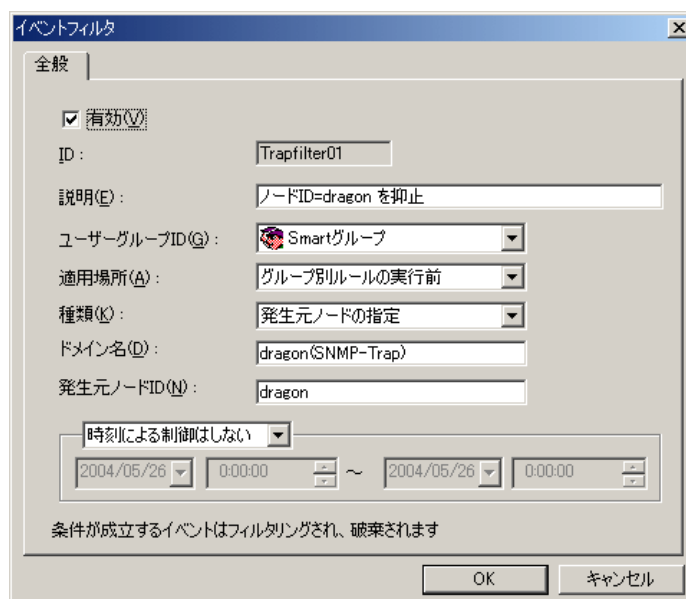 イベントフィルタ
全般
有効(V)
ID :
Trapfilter01
説明(E) :
ノードID=dragon を抑止
ユーザーグループID(G) :
Smartグループ
適用場所(A) :
グループ別ルールの実行前
種類(K) :
発生元ノードの指定
ドメイン名(D) :
dragon(SNMP-Trap)
発生元ノードID(N) :
dragon
時刻による制御はしない
2004/05/26 0:00:00 ～ 2004/05/26 0:00:00
条件が成立するイベントはフィルタリングされ、破棄されます
OK キャンセル